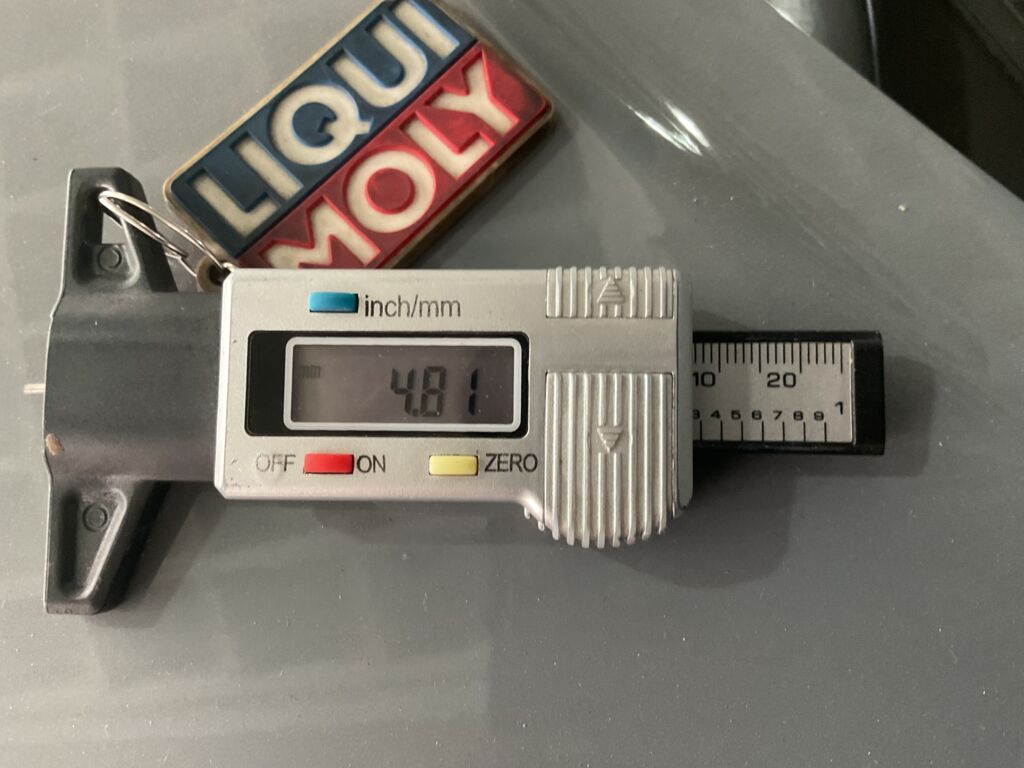 LIQUI
MOLY
inch/mm
mm
4.81
OFF ON ZERO
10 20
3 4 5 6 7 8 9 1